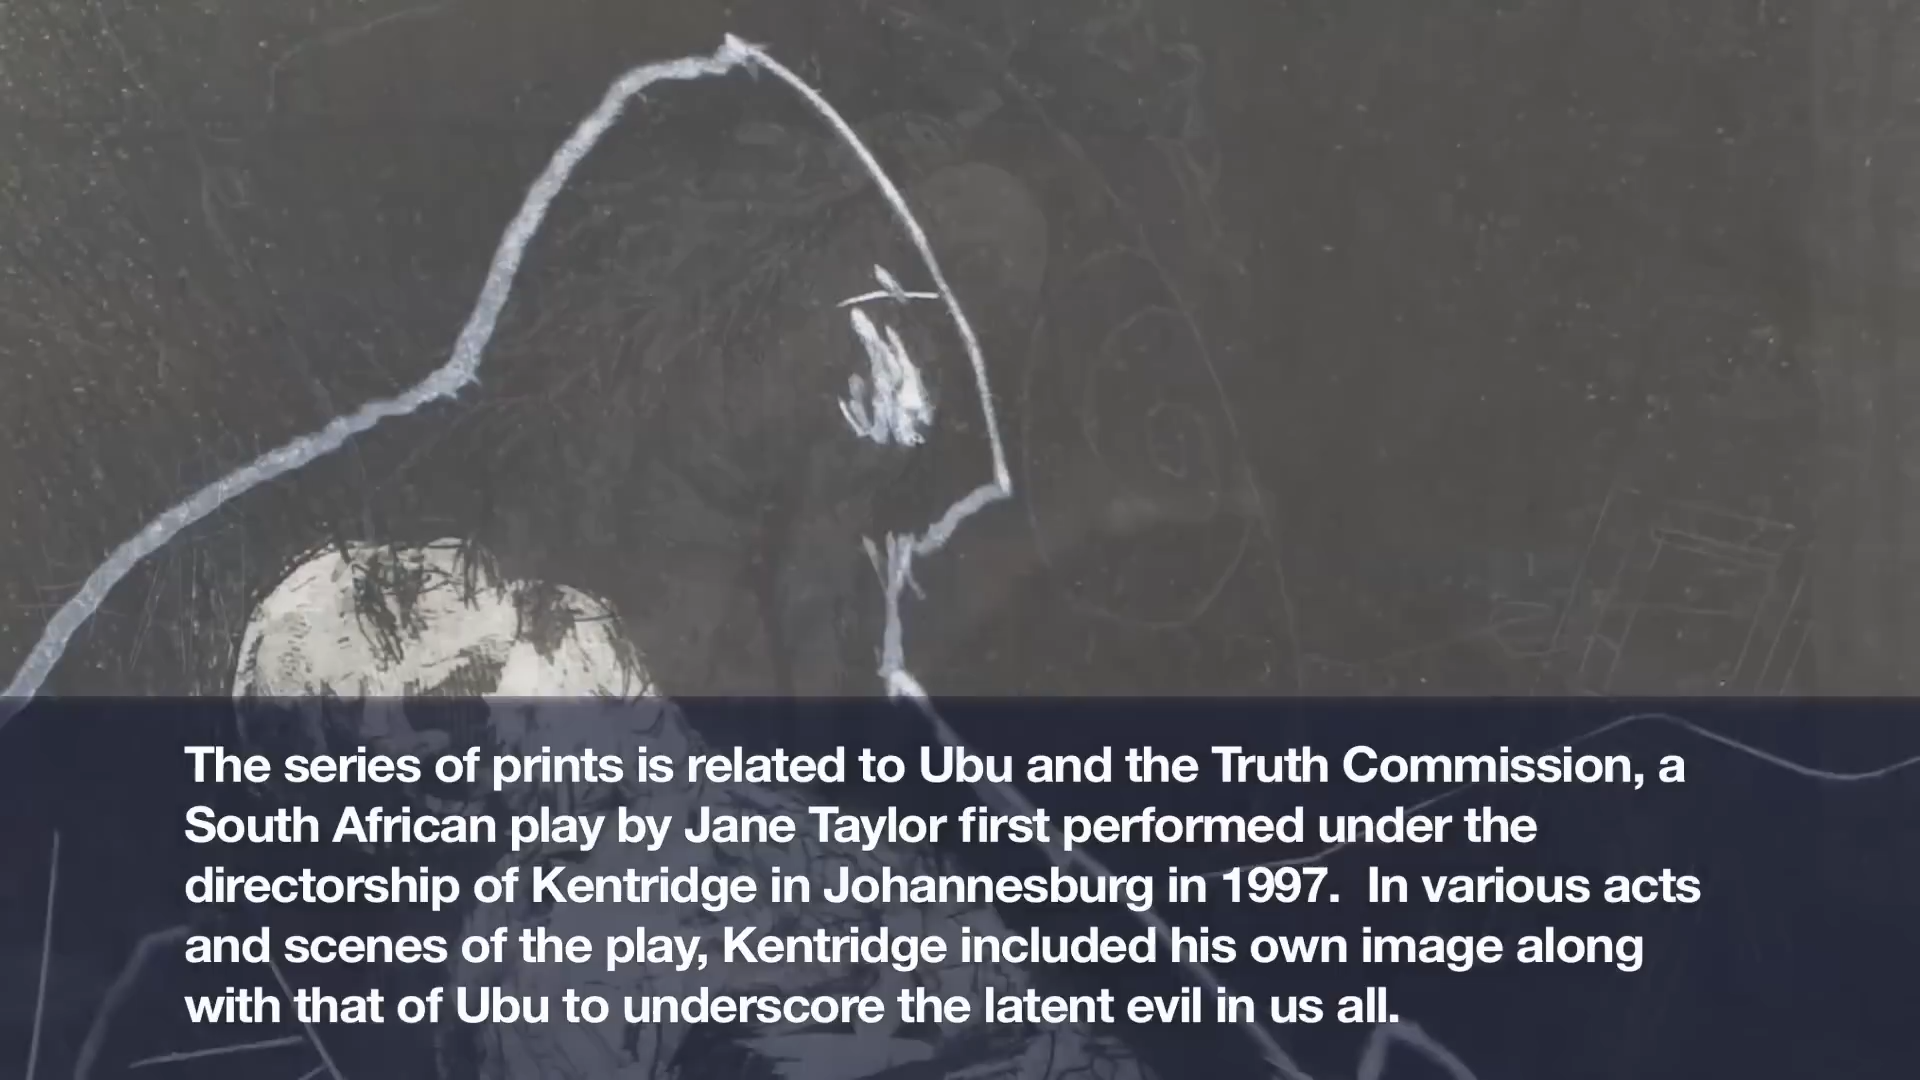 The series of prints is related to Ubu and the Truth Commission, a
South African play by Jane Taylor first performed under the
directorship of Kentridge in Johannesburg in 1997.  In various acts
and scenes of the play, Kentridge included his own image along
with that of Ubu to underscore the latent evil in us all.